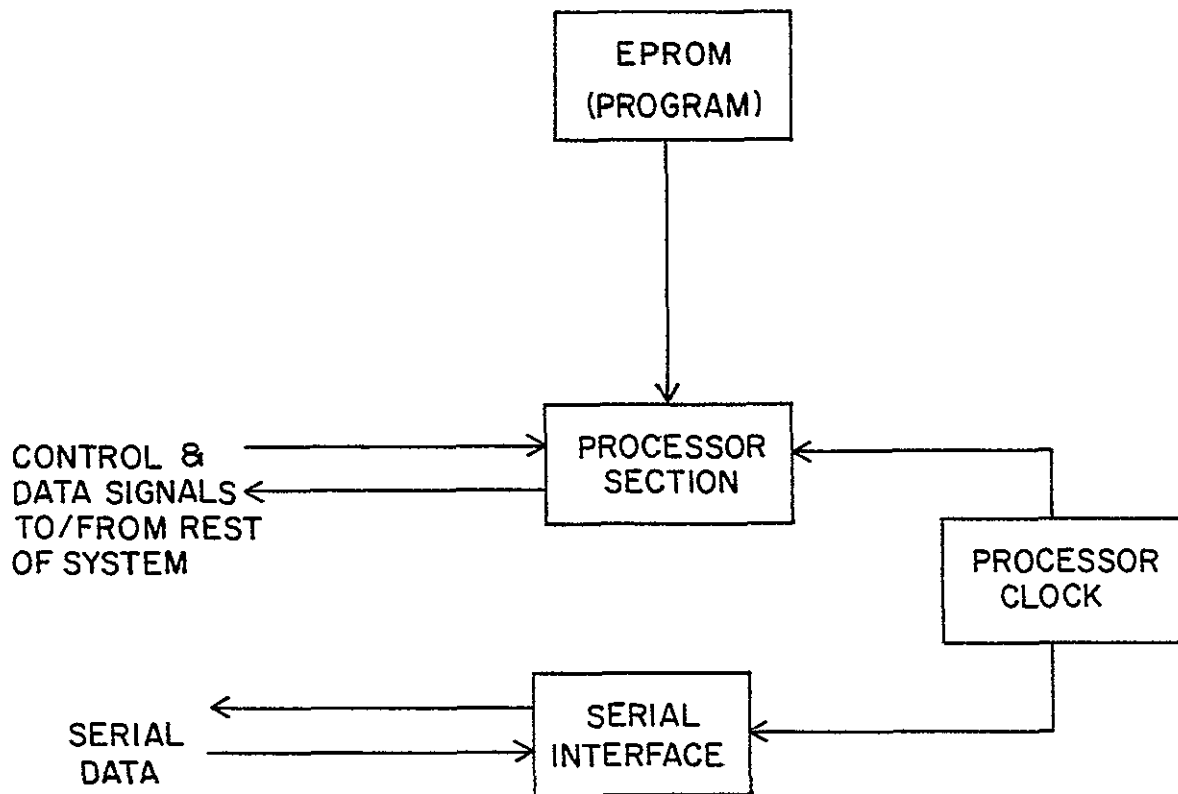 EPROM
(PROGRAM)
CONTROL &
DATA SIGNALS
TO/FROM REST
OF SYSTEM
PROCESSOR
SECTION
PROCESSOR
CLOCK
SERIAL
DATA
SERIAL
INTERFACE